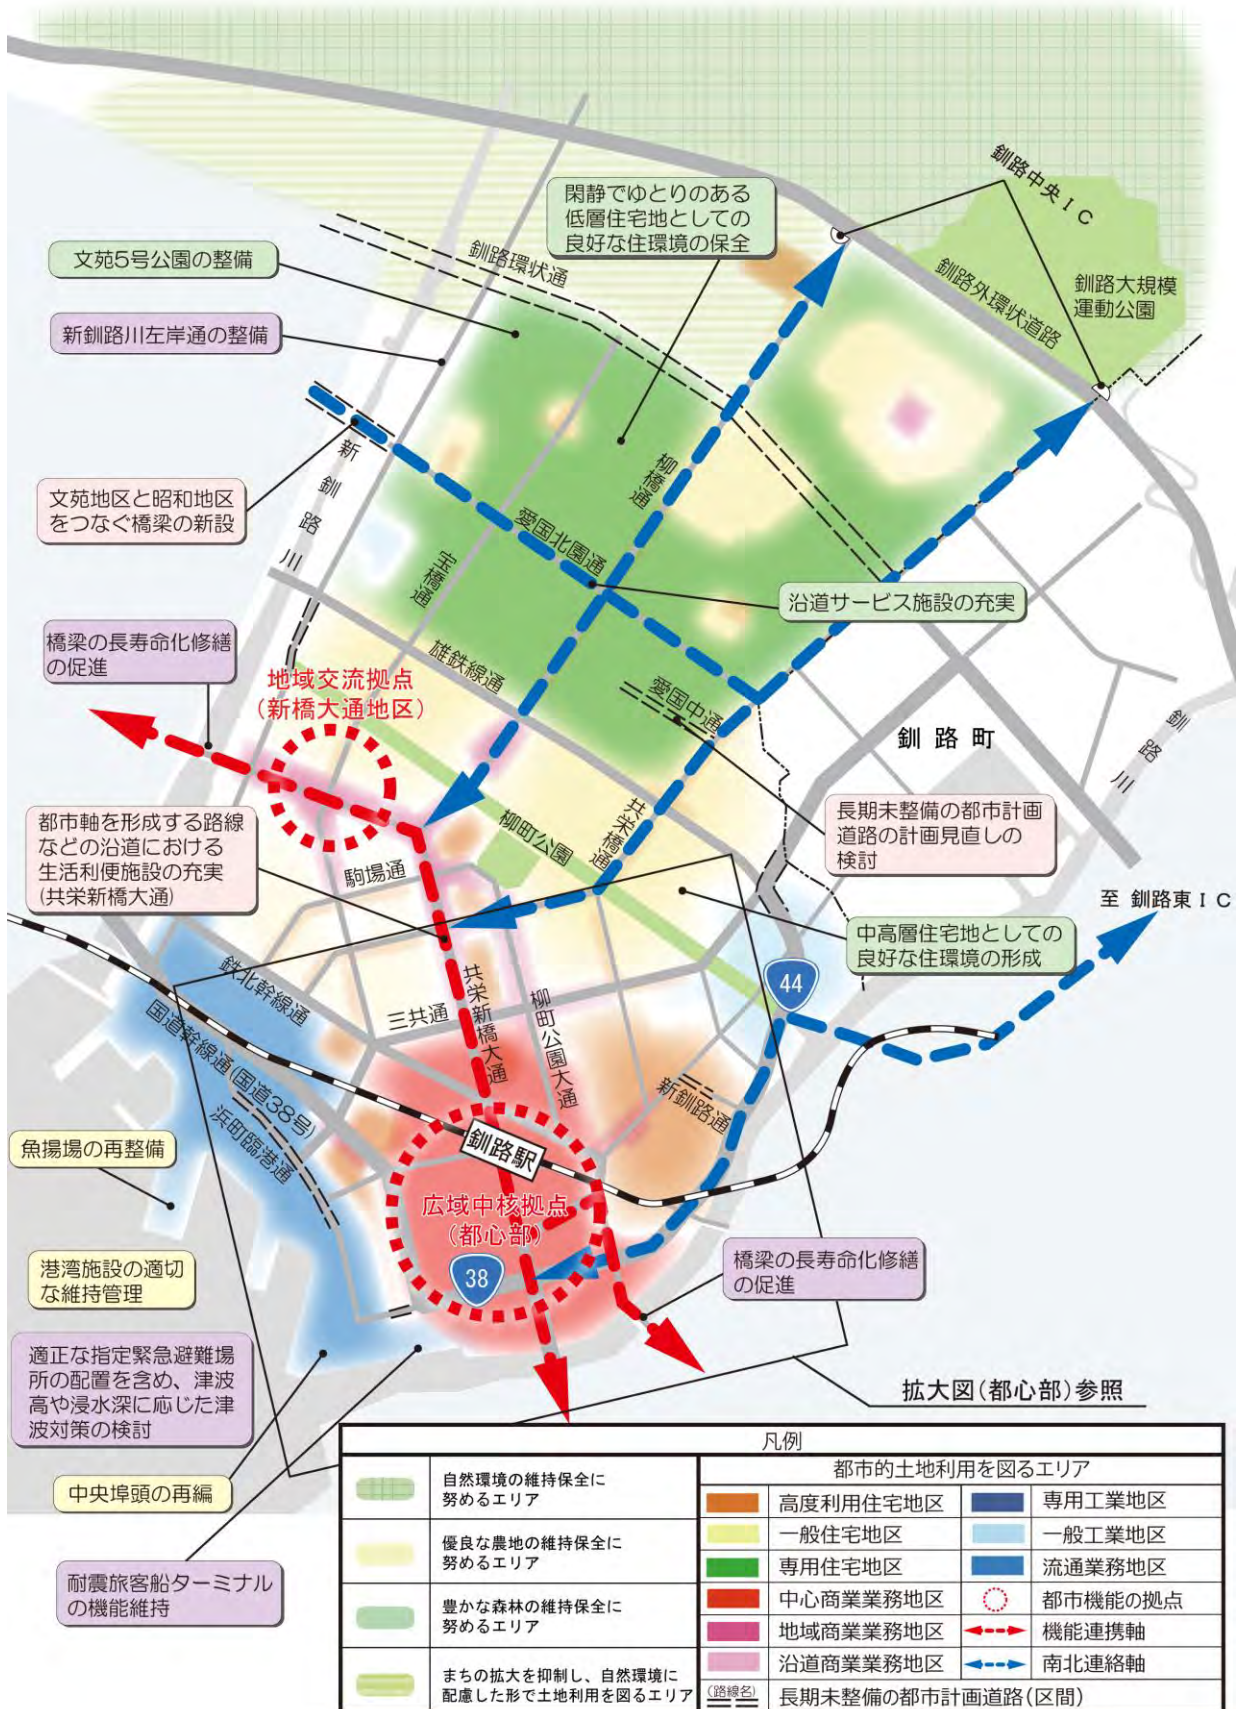 釧路中央IC
閑静でゆとりのある
低層住宅地としての
良好な住環境の保全
釧路環状通
文苑5号公園の整備
釧路外環状道路
釧路大規模
運動公園
新釧路川左岸通の整備
新釧路川
柳橋通
文苑地区と昭和地区
をつなぐ橋梁の新設
愛国北園通
宝橋通
沿道サービス施設の充実
橋梁の長寿命化修繕
の促進
雄鉄線通
地域交流拠点
(新橋大通地区)
愛国中通
釧路町
釧路川
都市軸を形成する路線
などの沿道における
生活利便施設の充実
(共栄新橋大通)
共栄橋通
長期未整備の都市計画
道路の計画見直しの
検討
柳町公園
駒場通
至 釧路東IC
中高層住宅地としての
良好な住環境の形成
44
鉄北幹線通
共栄新橋大通
三共通
柳町公園大通
国道幹線通(国道38号)
新釧路通
浜町臨港通
釧路駅
魚揚場の再整備
広域中核拠点
(都心部)
38
港湾施設の適切
な維持管理
橋梁の長寿命化修繕
の促進
適正な指定緊急避難場
所の配置を含め、津波
高や浸水深に応じた津
波対策の検討
拡大図(都心部)参照
中央埠頭の再編
耐震旅客船ターミナル
の機能維持
凡例
自然環境の維持保全に
努めるエリア
優良な農地の維持保全に
努めるエリア
豊かな森林の維持保全に
努めるエリア
まちの拡大を抑制し、自然環境に
配慮した形で土地利用を図るエリア
都市的土地利用を図るエリア
高度利用住宅地区
専用工業地区
一般住宅地区
一般工業地区
専用住宅地区
流通業務地区
中心商業業務地区
都市機能の拠点
地域商業業務地区
機能連携軸
沿道商業業務地区
南北連絡軸
(路線名)
長期未整備の都市計画道路(区間)